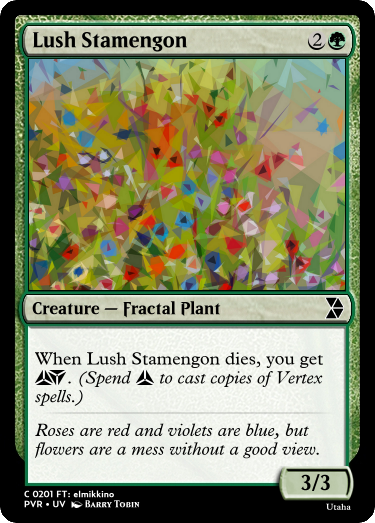 Lush Stamengon 2
Creature — Fractal Plant
When Lush Stamengon dies, you get
. (Spend to cast copies of Vertex
spells.)
Roses are red and violets are blue, but
flowers are a mess without a good view.
3/3
C 0201 FT: elmikkino
PVR • UV Barry Tobin
Utaha